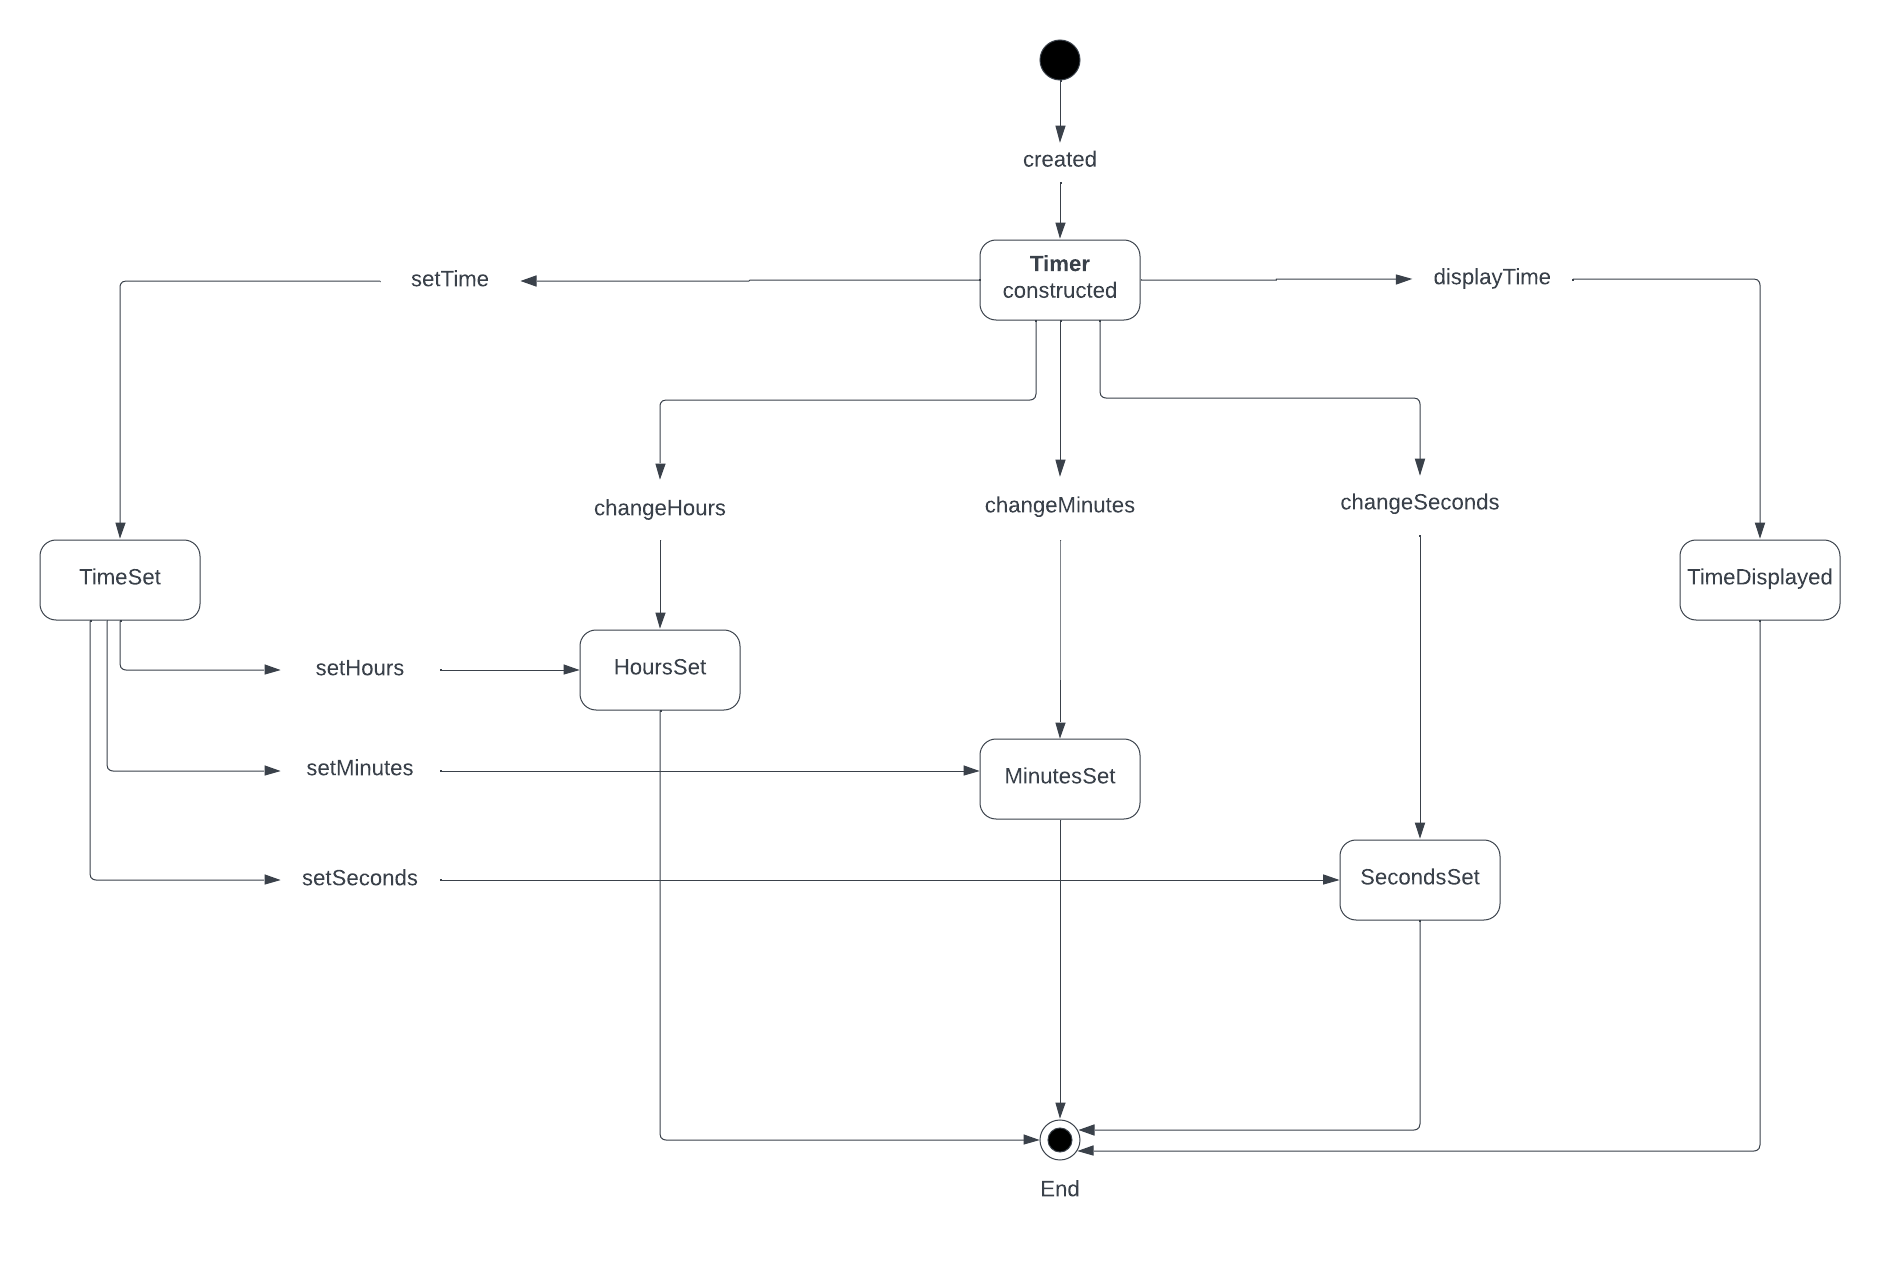 created
Timer
constructed
setTime
displayTime
changeHours
changeMinutes
changeSeconds
TimeSet
TimeDisplayed
setHours
HoursSet
setMinutes
MinutesSet
setSeconds
SecondsSet
End